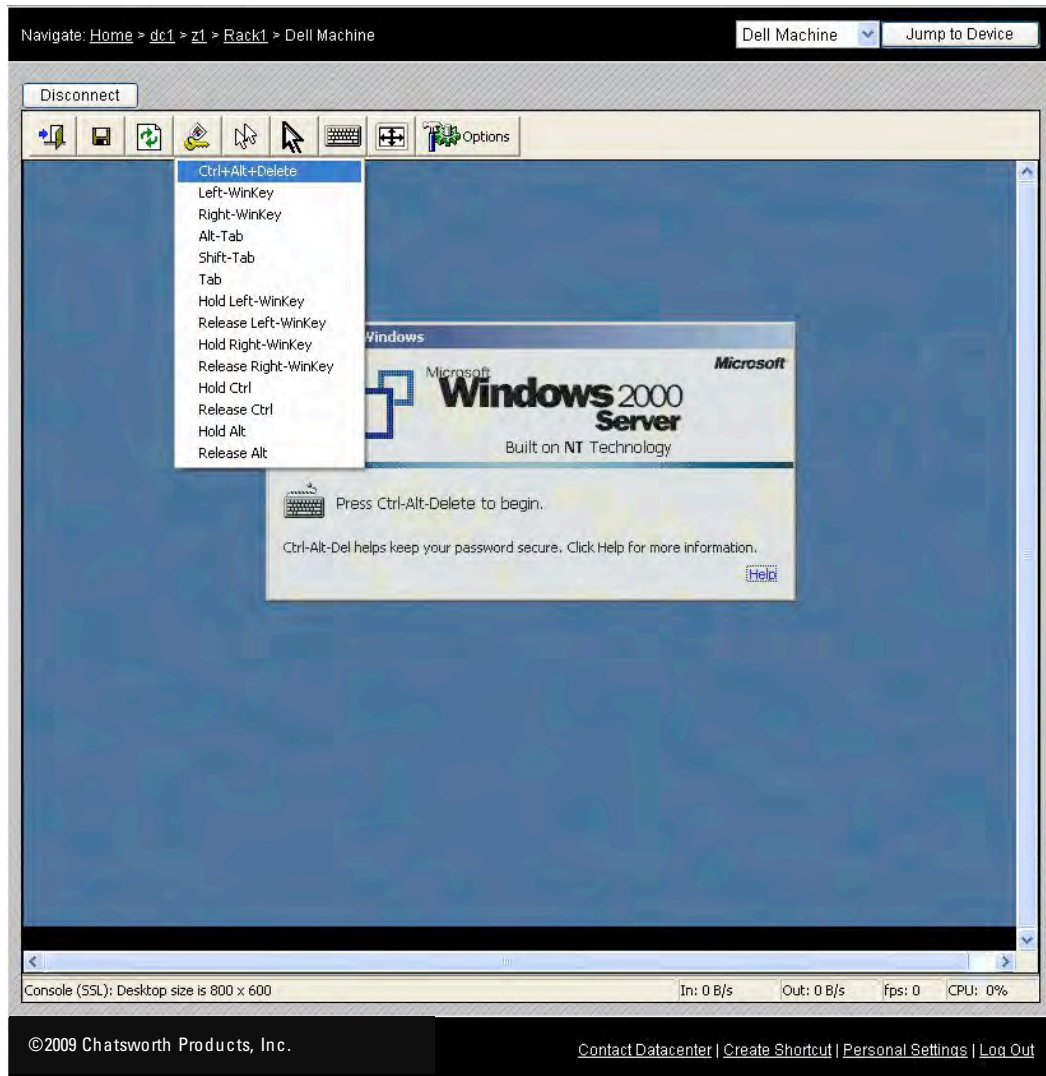 Navigate: Home > dc1 > z1 > Rack1 > Dell Machine
Dell Machine
Jump to Device
Disconnect
Options
Ctrl+Alt+Delete
Left-WinKey
Right-WinKey
Alt-Tab
Shift-Tab
Tab
Hold Left-WinKey
Release Left-WinKey
Hold Right-WinKey
Release Right-WinKey
Hold Ctrl
Release Ctrl
Hold Alt
Release Alt
Windows
Microsoft
Microsoft
Windows 2000
Server
Built on NT Technology
Press Ctrl-Alt-Delete to begin.
Ctrl-Alt-Del helps keep your password secure. Click Help for more information.
Help
Console (SSL): Desktop size is 800 x 600
In: 0 B/s
Out: 0 B/s
fps: 0
CPU: 0%
©2009 Chatsworth Products, Inc.
Contact Datacenter | Create Shortcut | Personal Settings | Log Out